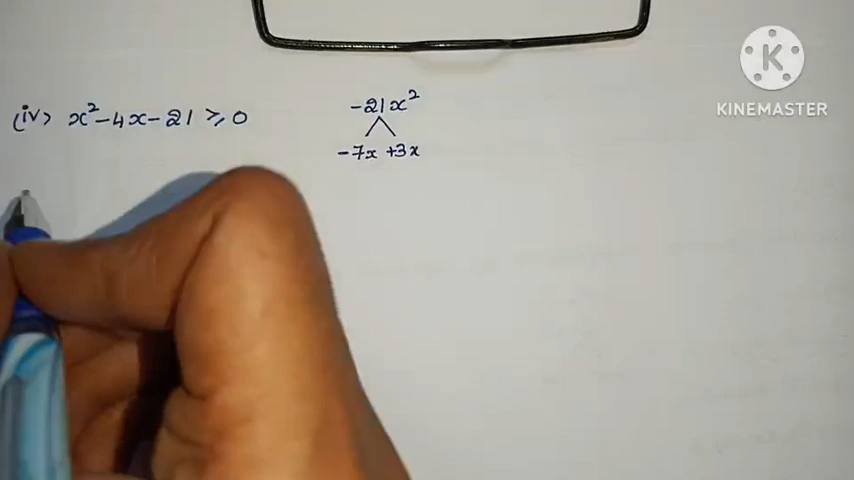 (iv) x² - 4x - 21 ⩾ 0
-21x²
-7x +3x
K
KINEMASTER